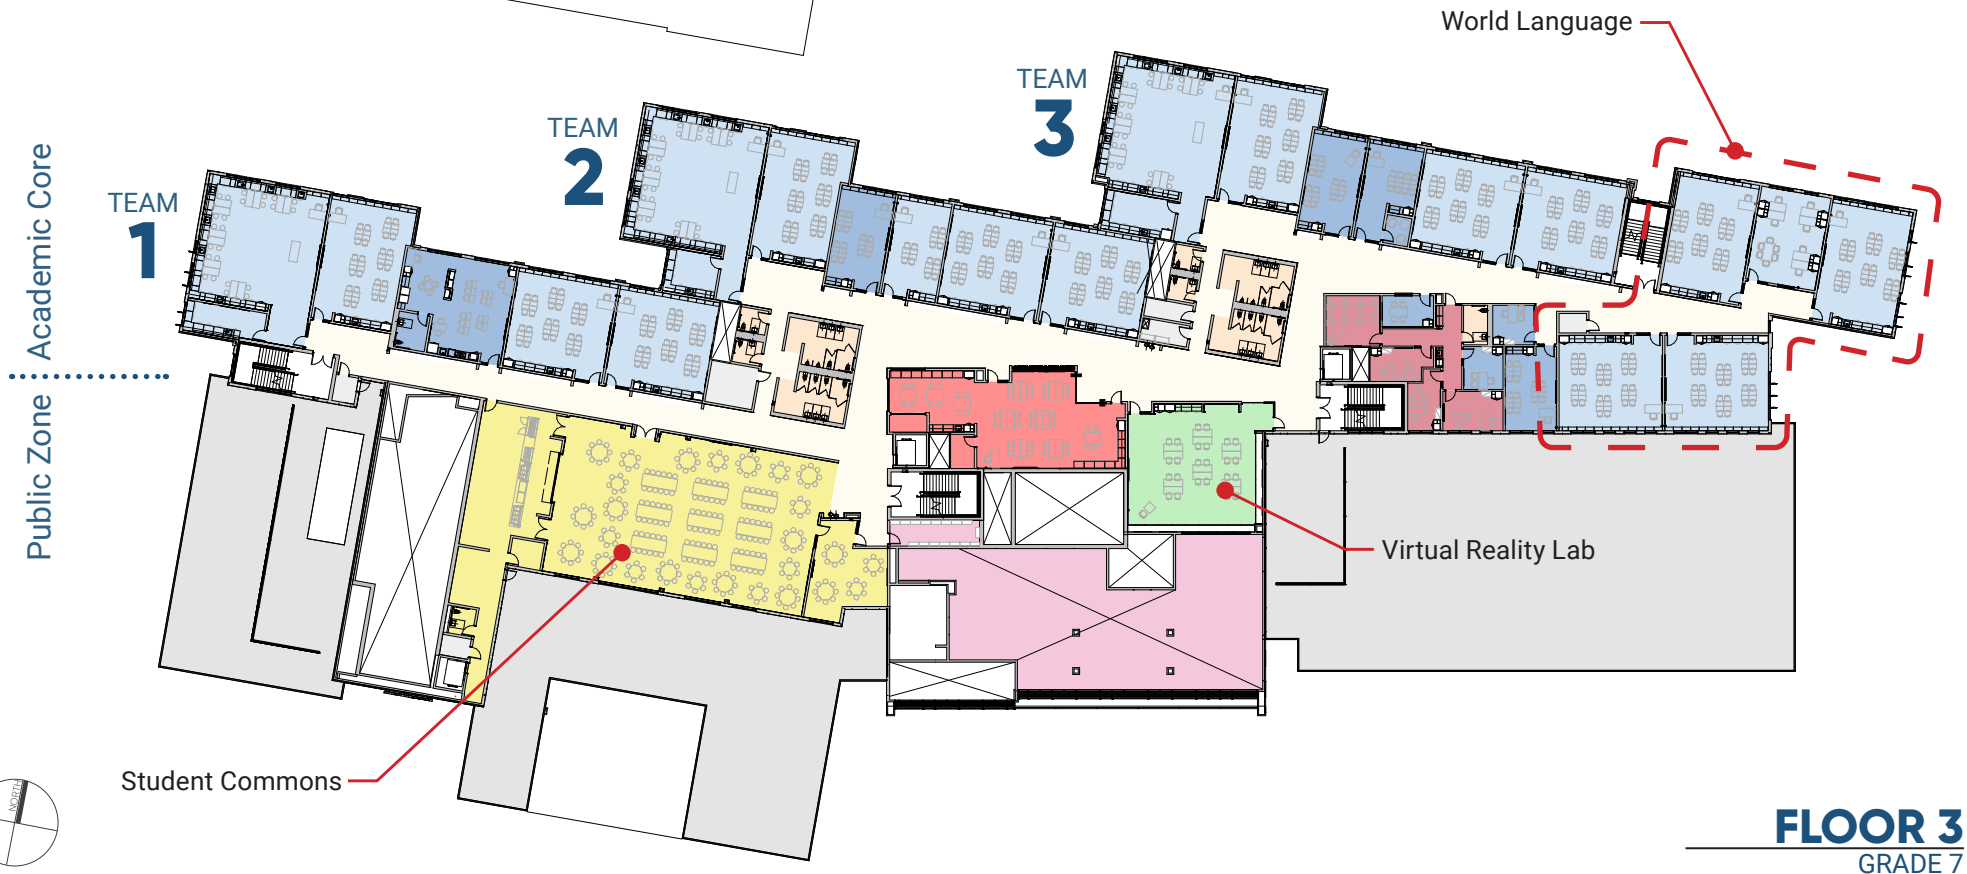 World Language
TEAM
3
TEAM
2
TEAM
1
Public Zone Academic Core
Virtual Reality Lab
Student Commons
NORTH
FLOOR 3
GRADE 7